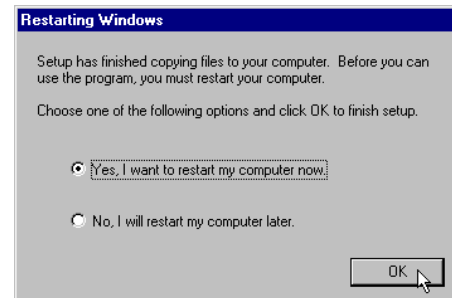 Restarting Windows
Setup has finished copying files to your computer. Before you can
use the program, you must restart your computer.
Choose one of the following options and click OK to finish setup.
Yes, I want to restart my computer now.
No, I will restart my computer later.
OK